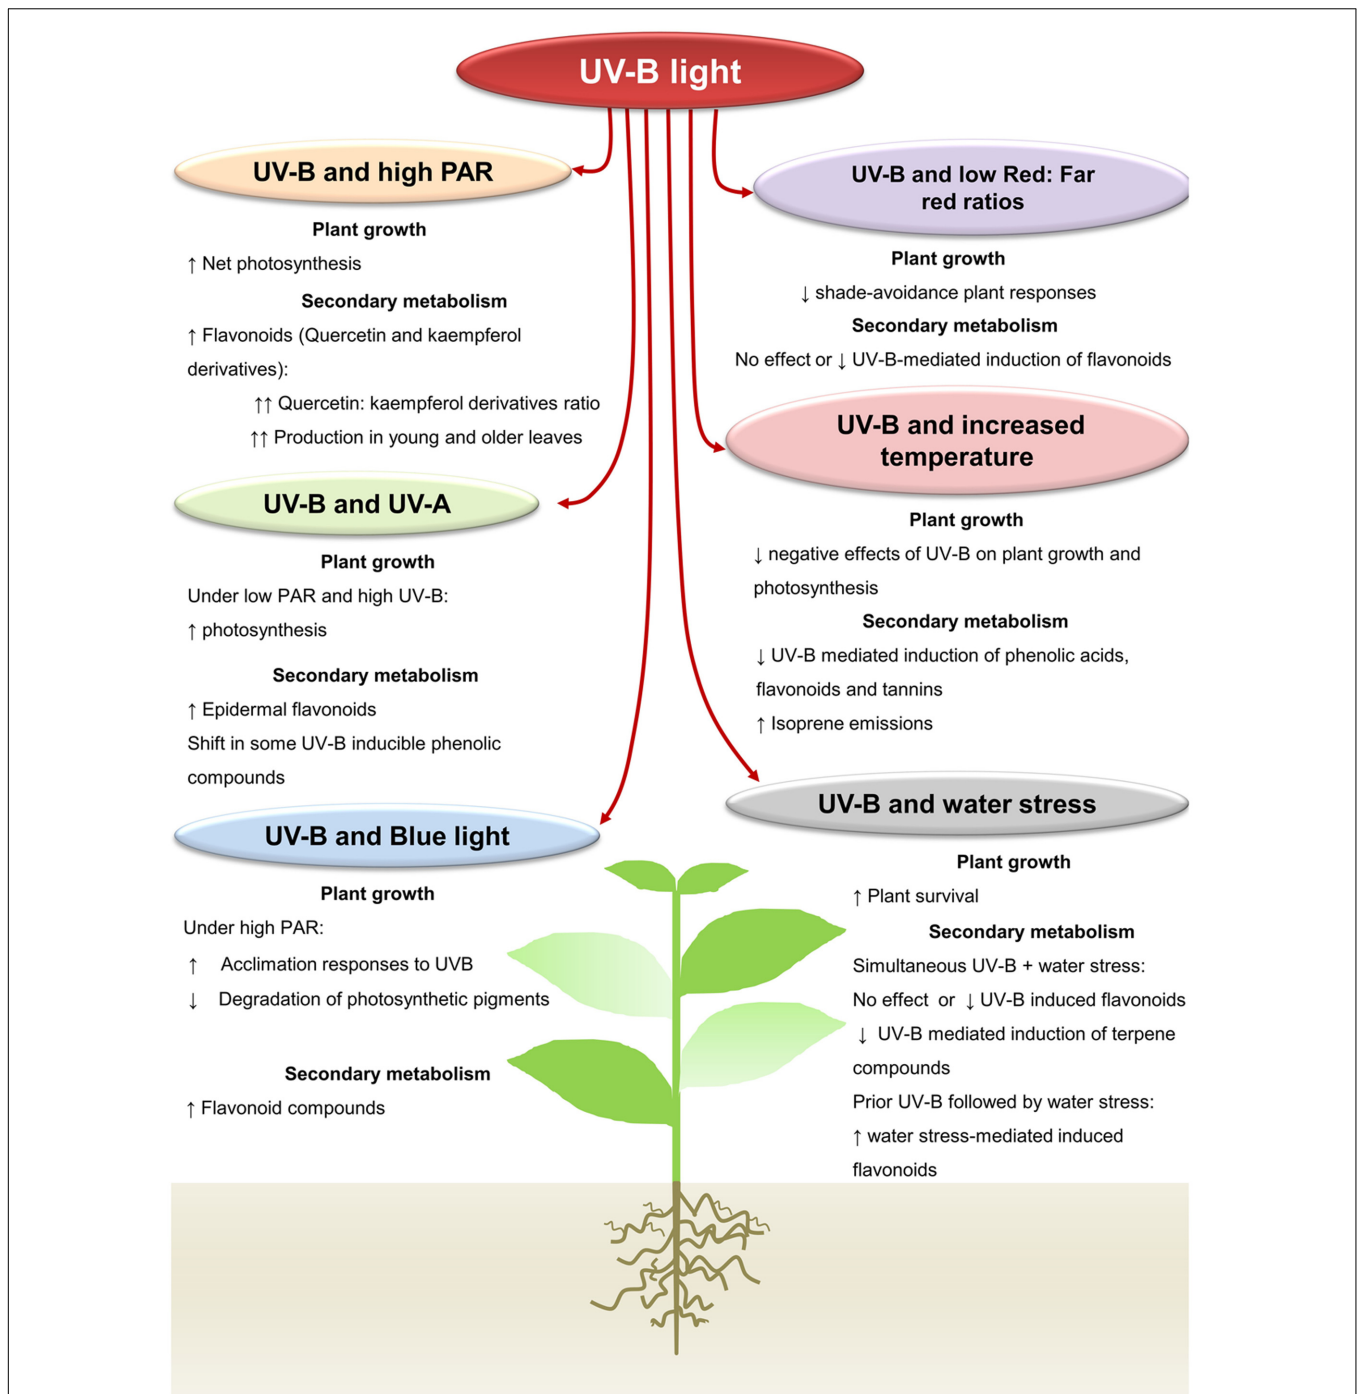 UV-B light
UV-B and high PAR
Plant growth
↑ Net photosynthesis
Secondary metabolism
↑ Flavonoids (Quercetin and kaempferol
derivatives):
↑↑ Quercetin: kaempferol derivatives ratio
↑↑ Production in young and older leaves
UV-B and UV-A
Plant growth
Under low PAR and high UV-B:
↑ photosynthesis
Secondary metabolism
↑ Epidermal flavonoids
Shift in some UV-B inducible phenolic
compounds
UV-B and Blue light
Plant growth
Under high PAR:
↑ Acclimation responses to UVB
↓ Degradation of photosynthetic pigments
Secondary metabolism
↑ Flavonoid compounds
UV-B and low Red: Far
red ratios
Plant growth
↓ shade-avoidance plant responses
Secondary metabolism
No effect or ↓ UV-B-mediated induction of flavonoids
UV-B and increased
temperature
Plant growth
↓ negative effects of UV-B on plant growth and
photosynthesis
Secondary metabolism
↓ UV-B mediated induction of phenolic acids,
flavonoids and tannins
↑ Isoprene emissions
UV-B and water stress
Plant growth
↑ Plant survival
Secondary metabolism
Simultaneous UV-B + water stress:
No effect or ↓ UV-B induced flavonoids
↓ UV-B mediated induction of terpene
compounds
Prior UV-B followed by water stress:
↑ water stress-mediated induced
flavonoids